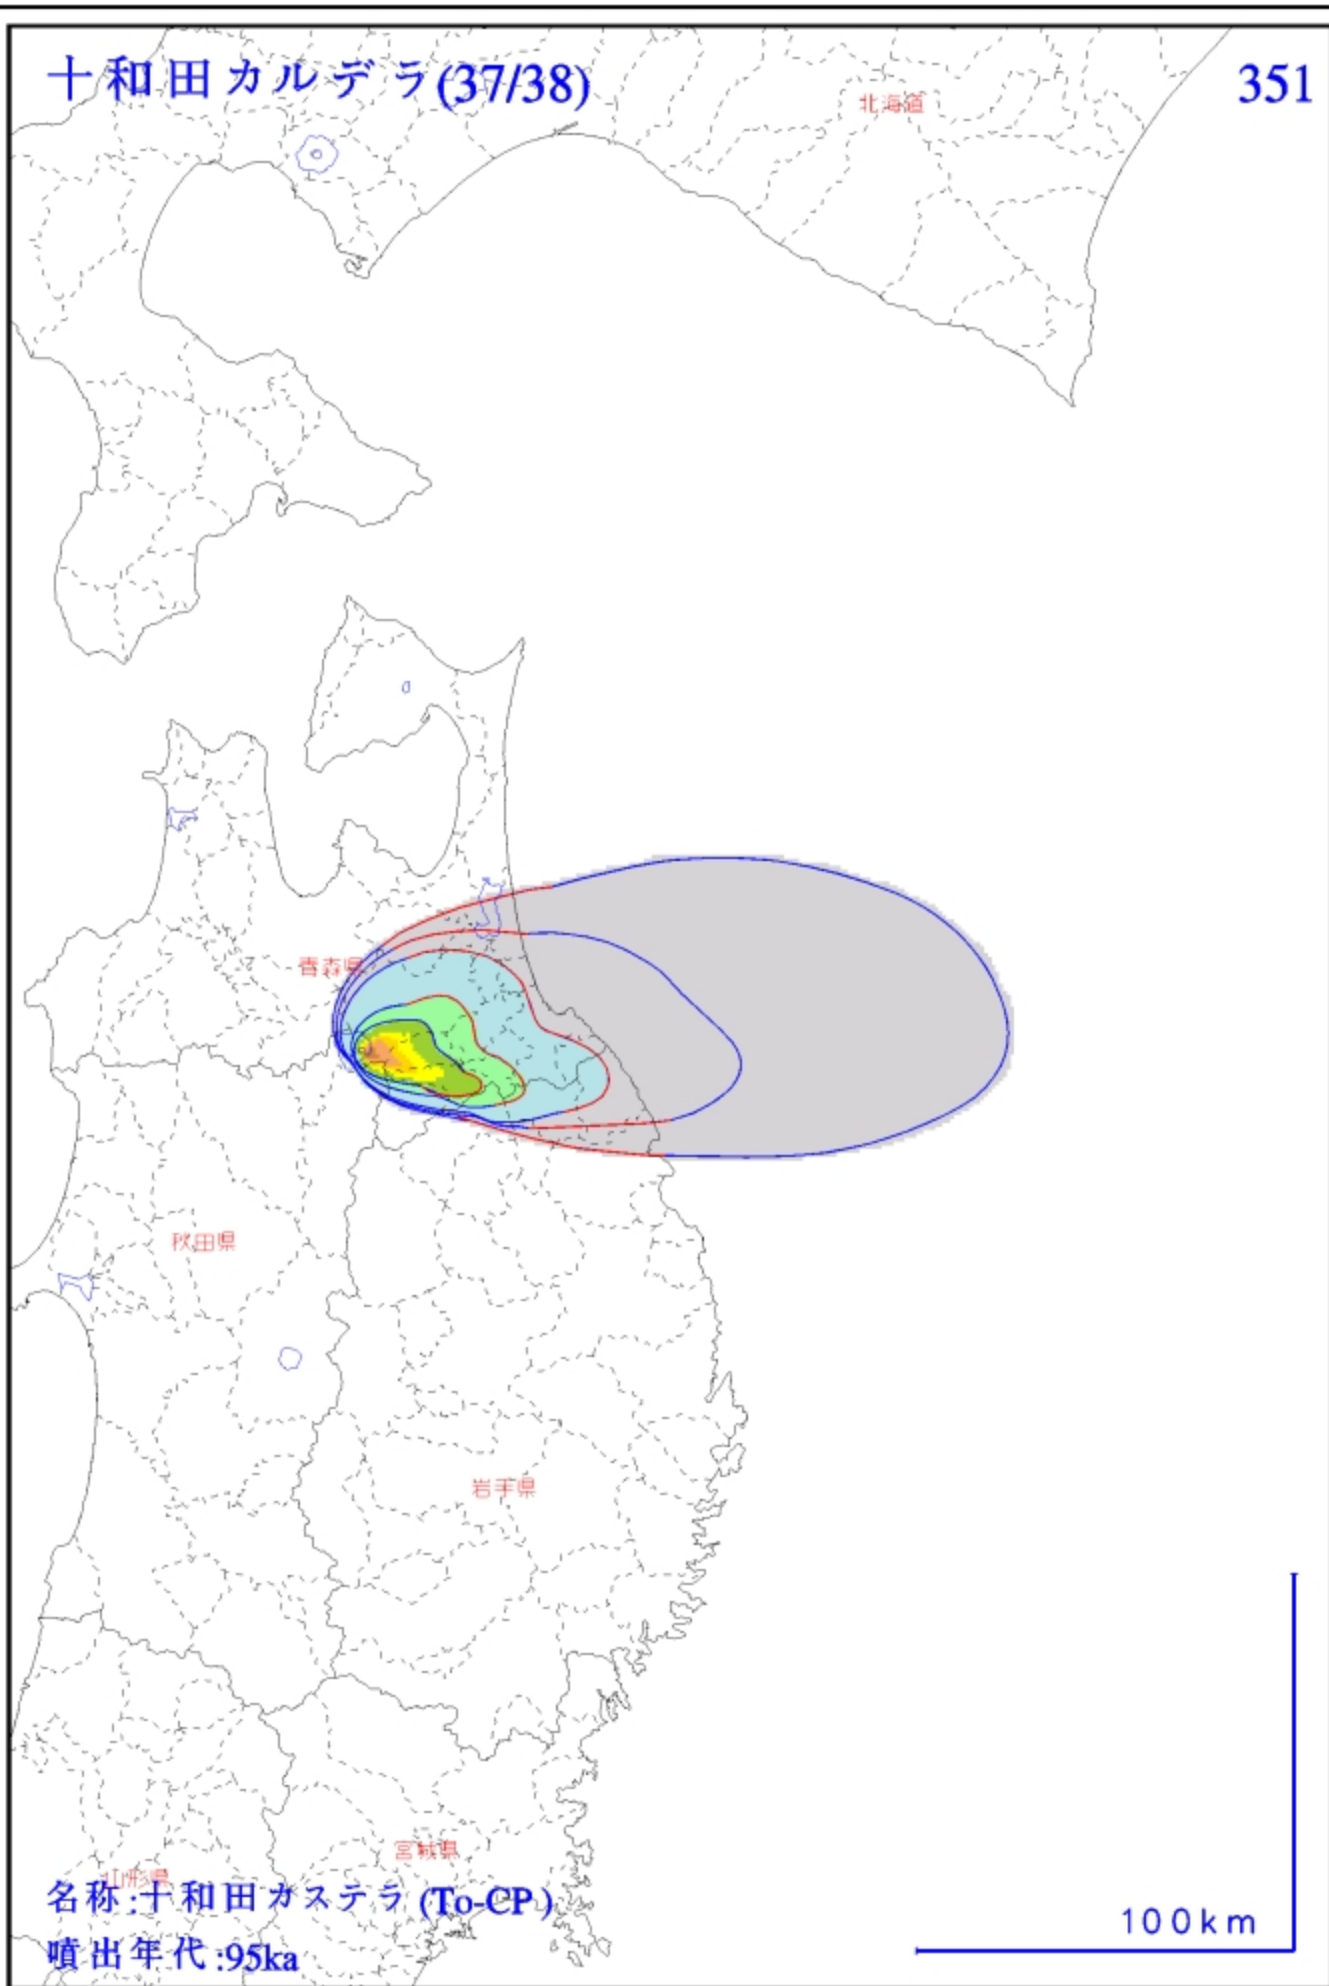 十和田カルデラ(37/38)
351
北海道
青森県
秋田県
岩手県
宮城県
山形県
名称:十和田カステラ(To-CP)
噴出年代:95ka
100km